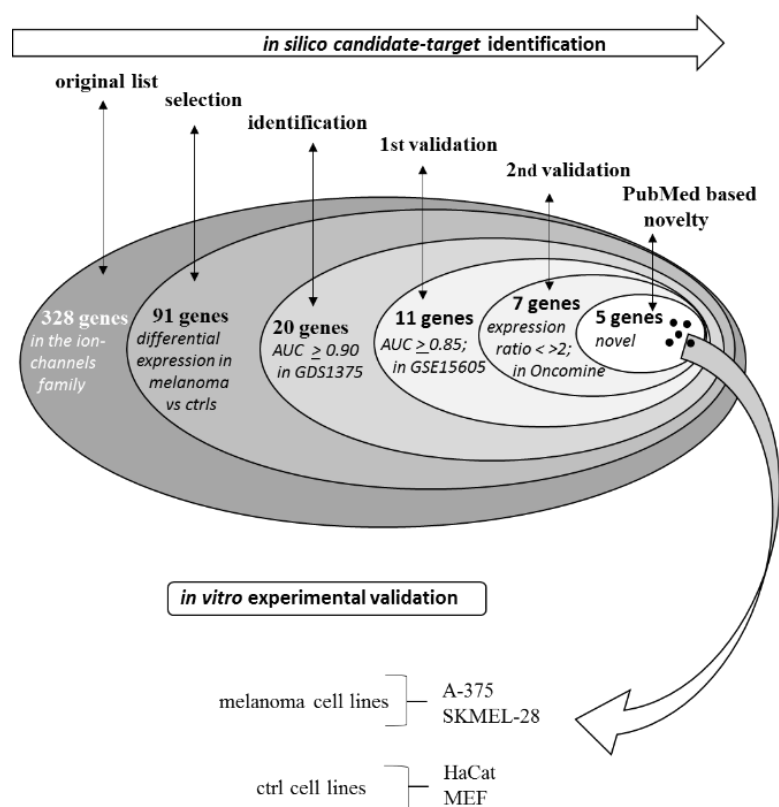 in silico candidate-target identification
original list
selection
identification
1st validation
2nd validation
PubMed based
novelty
328 genes
in the ion-
channels
family
91 genes
differential
expression in
melanoma
vs ctrls
20 genes
AUC ≥ 0.90
in GDS1375
11 genes
AUC ≥ 0.85;
in GSE15605
7 genes
expression
ratio < >2;
in Oncomine
5 genes
novel
in vitro experimental validation
melanoma cell lines
A-375
SKMEL-28
ctrl cell lines
HaCat
MEF